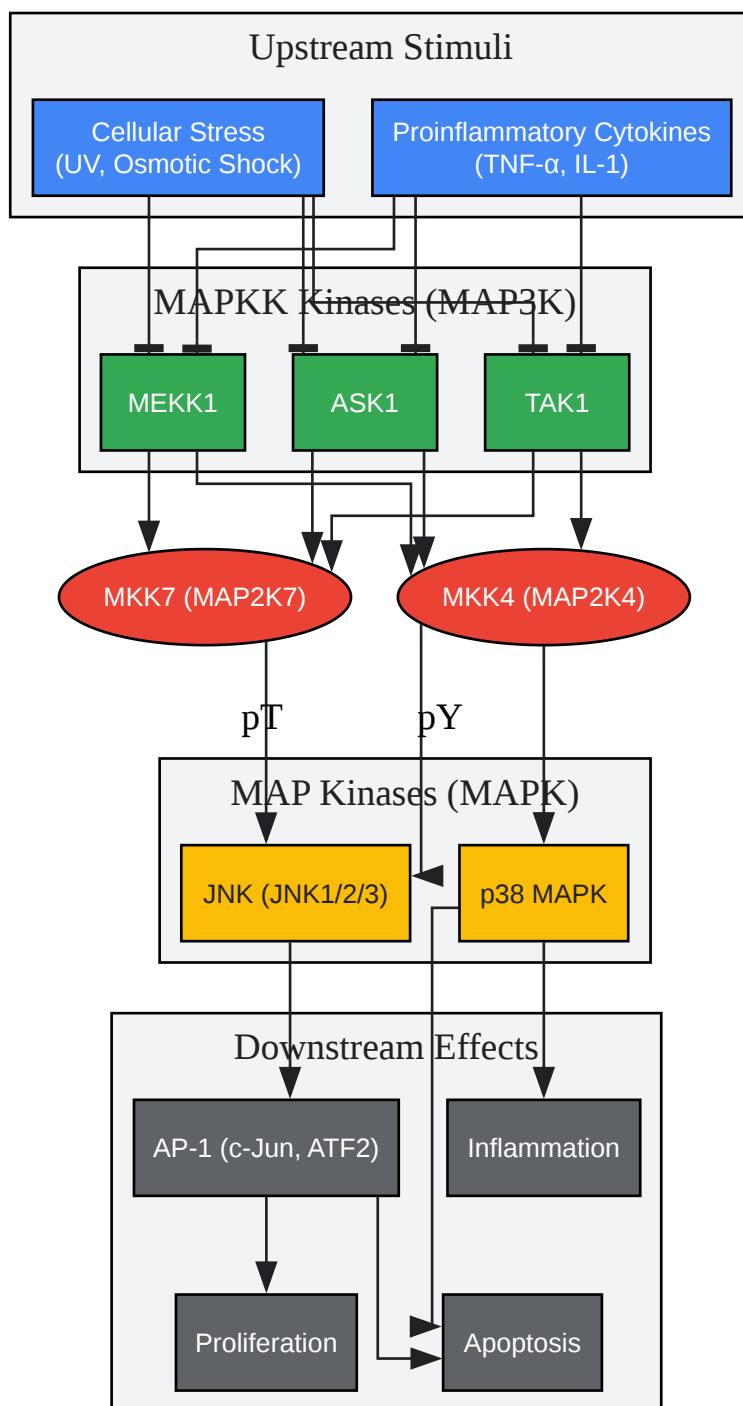 Upstream Stimuli
Cellular Stress
(UV, Osmotic Shock)
Proinflammatory Cytokines
(TNF-α, IL-1)
MAPKK Kinases (MAP3K)
MEKK1
ASK1
TAK1
MKK7 (MAP2K7)
MKK4 (MAP2K4)
pT
pY
MAP Kinases (MAPK)
JNK (JNK1/2/3)
p38 MAPK
Downstream Effects
AP-1 (c-Jun, ATF2)
Inflammation
Proliferation
Apoptosis